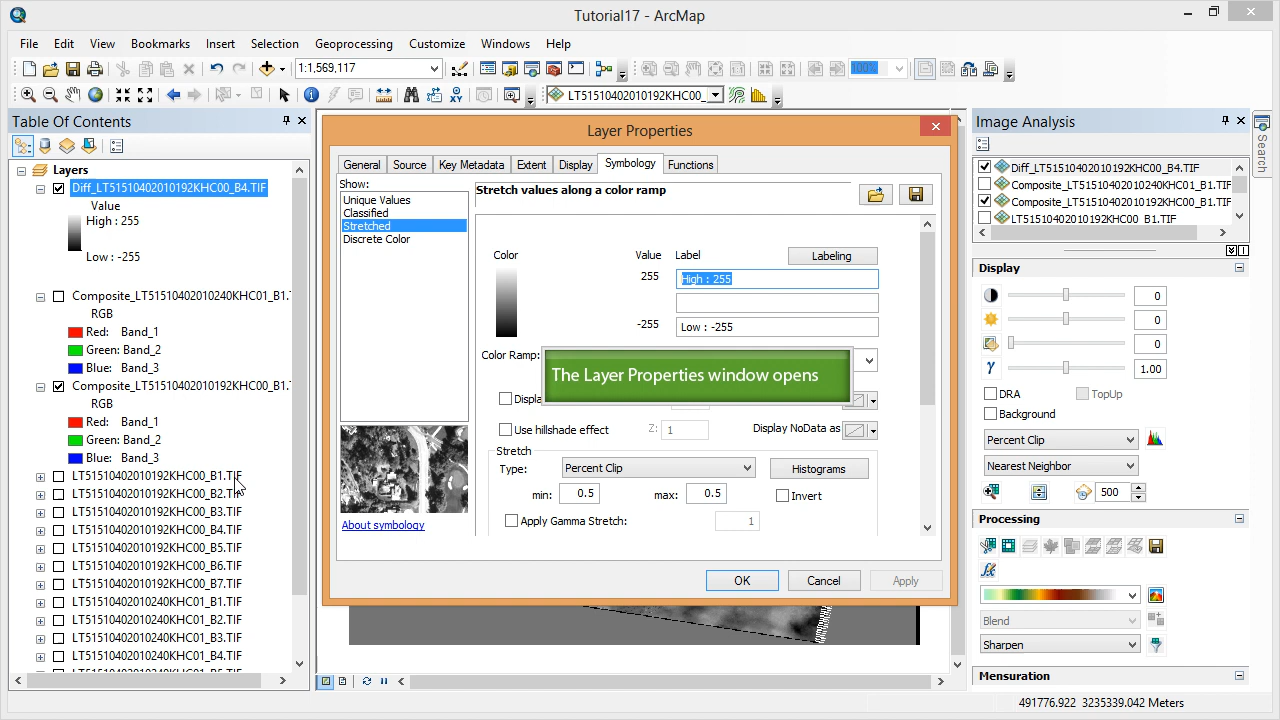 Tutorial17 - ArcMap
File Edit View Bookmarks Insert Selection Geoprocessing Customize Windows Help
1:1,569,117
100%
LT51510402010192KHC00_
Table Of Contents
Layers
Diff_LT51510402010192KHC00_B4.TIF
Value
High : 255
Low : -255
Composite_LT51510402010240KHC01_B1.
RGB
Red: Band_1
Green: Band_2
Blue: Band_3
Composite_LT51510402010192KHC00_B1.
RGB
Red: Band_1
Green: Band_2
Blue: Band_3
LT51510402010192KHC00_B1.TIF
LT51510402010192KHC00_B2.TIF
LT51510402010192KHC00_B3.TIF
LT51510402010192KHC00_B4.TIF
LT51510402010192KHC00_B5.TIF
LT51510402010192KHC00_B6.TIF
LT51510402010192KHC00_B7.TIF
LT51510402010240KHC01_B1.TIF
LT51510402010240KHC01_B2.TIF
LT51510402010240KHC01_B3.TIF
LT51510402010240KHC01_B4.TIF
LT51510402010240KHC01_B5.TIF
Layer Properties
General Source Key Metadata Extent Display Symbology Functions
Show:
Unique Values
Classified
Stretched
Discrete Color
About symbology
Stretch values along a color ramp
Color Value Label Labeling
255 High : 255
-255 Low : -255
Color Ramp:
The Layer Properties window opens
Displa
Use hillshade effect Z: 1 Display NoData as
Stretch
Type: Percent Clip Histograms
min: 0.5 max: 0.5 Invert
Apply Gamma Stretch: 1
OK Cancel Apply
Image Analysis
Diff_LT51510402010192KHC00_B4.TIF
Composite_LT51510402010240KHC01_B1.TIF
Composite_LT51510402010192KHC00_B1.TIF
LT51510402010192KHC00_B1.TIF
Display
0
0
0
γ 1.00
DRA TopUp
Background
Percent Clip
Nearest Neighbor
500
Processing
Blend
Sharpen
Mensuration
Search
491776.922 3235339.042 Meters